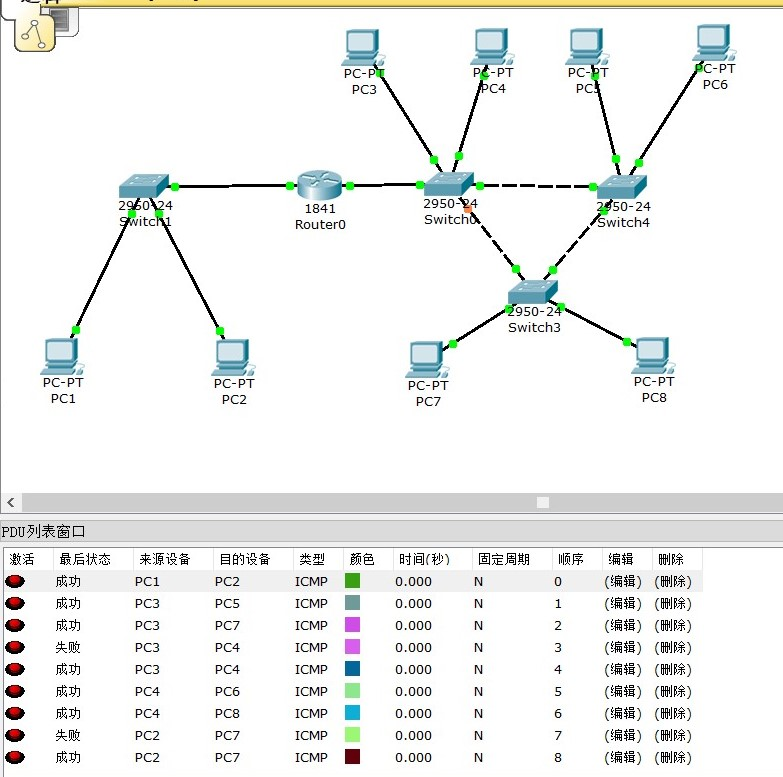 PC-PT
PC3
PC-PT
PC4
PC-PT
PC5
PC-PT
PC6
2950-24
Switch1
1841
Router0
2950-24
Switch0
2950-24
Switch4
2950-24
Switch3
PC-PT
PC1
PC-PT
PC2
PC-PT
PC7
PC-PT
PC8
PDU列表窗口
激活 最后状态 来源设备 目的设备 类型 颜色 时间(秒) 固定周期 顺序 编辑 删除
成功 PC1 PC2 ICMP 0.000 N 0 (编辑) (删除)
成功 PC3 PC5 ICMP 0.000 N 1 (编辑) (删除)
成功 PC3 PC7 ICMP 0.000 N 2 (编辑) (删除)
失败 PC3 PC4 ICMP 0.000 N 3 (编辑) (删除)
成功 PC3 PC4 ICMP 0.000 N 4 (编辑) (删除)
成功 PC4 PC6 ICMP 0.000 N 5 (编辑) (删除)
成功 PC4 PC8 ICMP 0.000 N 6 (编辑) (删除)
失败 PC2 PC7 ICMP 0.000 N 7 (编辑) (删除)
成功 PC2 PC7 ICMP 0.000 N 8 (编辑) (删除)